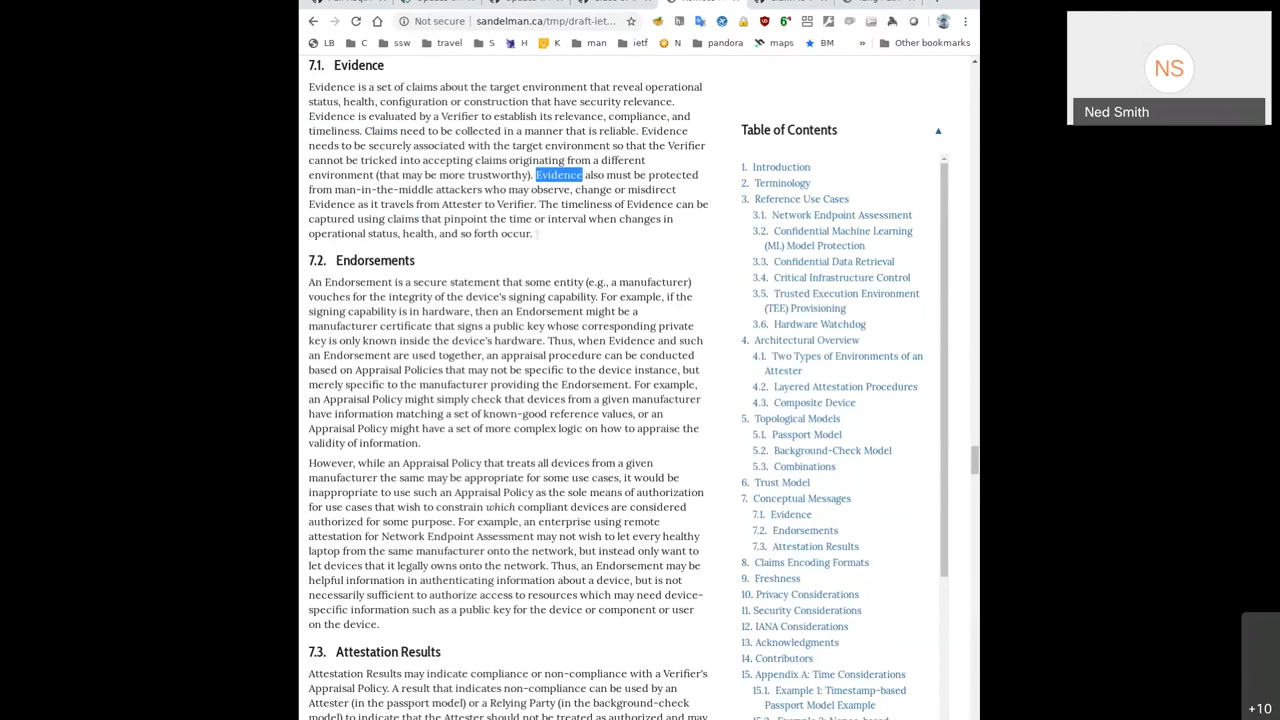 Not secure | sandelman.ca/tmp/draft-let...
LB C ssw travel S H Y K man ietf N pandora maps BM » Other bookmarks
7.1. Evidence
Evidence is a set of claims about the target environment that reveal operational
status, health, configuration or construction that have security relevance.
Evidence is evaluated by a Verifier to establish its relevance, compliance, and
timeliness. Claims need to be collected in a manner that is reliable. Evidence
needs to be securely associated with the target environment so that the Verifier
cannot be tricked into accepting claims originating from a different
environment (that may be more trustworthy). Evidence also must be protected
from man-in-the-middle attackers who may observe, change or misdirect
Evidence as it travels from Attester to Verifier. The timeliness of Evidence can be
captured using claims that pinpoint the time or interval when changes in
operational status, health, and so forth occur. ¶
7.2. Endorsements
An Endorsement is a secure statement that some entity (e.g., a manufacturer)
vouches for the integrity of the device's signing capability. For example, if the
signing capability is in hardware, then an Endorsement might be a
manufacturer certificate that signs a public key whose corresponding private
key is only known inside the device's hardware. Thus, when Evidence and such
an Endorsement are used together, an appraisal procedure can be conducted
based on Appraisal Policies that may not be specific to the device instance, but
merely specific to the manufacturer providing the Endorsement. For example,
an Appraisal Policy might simply check that devices from a given manufacturer
have information matching a set of known-good reference values, or an
Appraisal Policy might have a set of more complex logic on how to appraise the
validity of information.
However, while an Appraisal Policy that treats all devices from a given
manufacturer the same may be appropriate for some use cases, it would be
inappropriate to use such an Appraisal Policy as the sole means of authorization
for use cases that wish to constrain which compliant devices are considered
authorized for some purpose. For example, an enterprise using remote
attestation for Network Endpoint Assessment may not wish to let every healthy
laptop from the same manufacturer onto the network, but instead only want to
let devices that it legally owns onto the network. Thus, an Endorsement may be
helpful information in authenticating information about a device, but is not
necessarily sufficient to authorize access to resources which may need device-
specific information such as a public key for the device or component or user
on the device.
7.3. Attestation Results
Attestation Results may indicate compliance or non-compliance with a Verifier's
Appraisal Policy. A result that indicates non-compliance can be used by an
Attester (in the passport model) or a Relying Party (in the background-check
model) to indicate that the Attester should not be treated as authorized and may
Table of Contents
1. Introduction
2. Terminology
3. Reference Use Cases
3.1. Network Endpoint Assessment
3.2. Confidential Machine Learning
(ML) Model Protection
3.3. Confidential Data Retrieval
3.4. Critical Infrastructure Control
3.5. Trusted Execution Environment
(TEE) Provisioning
3.6. Hardware Watchdog
4. Architectural Overview
4.1. Two Types of Environments of an
Attester
4.2. Layered Attestation Procedures
4.3. Composite Device
5. Topological Models
5.1. Passport Model
5.2. Background-Check Model
5.3. Combinations
6. Trust Model
7. Conceptual Messages
7.1. Evidence
7.2. Endorsements
7.3. Attestation Results
8. Claims Encoding Formats
9. Freshness
10. Privacy Considerations
11. Security Considerations
12. IANA Considerations
13. Acknowledgments
14. Contributors
15. Appendix A: Time Considerations
15.1. Example 1: Timestamp-based
Passport Model Example
NS
Ned Smith
+10